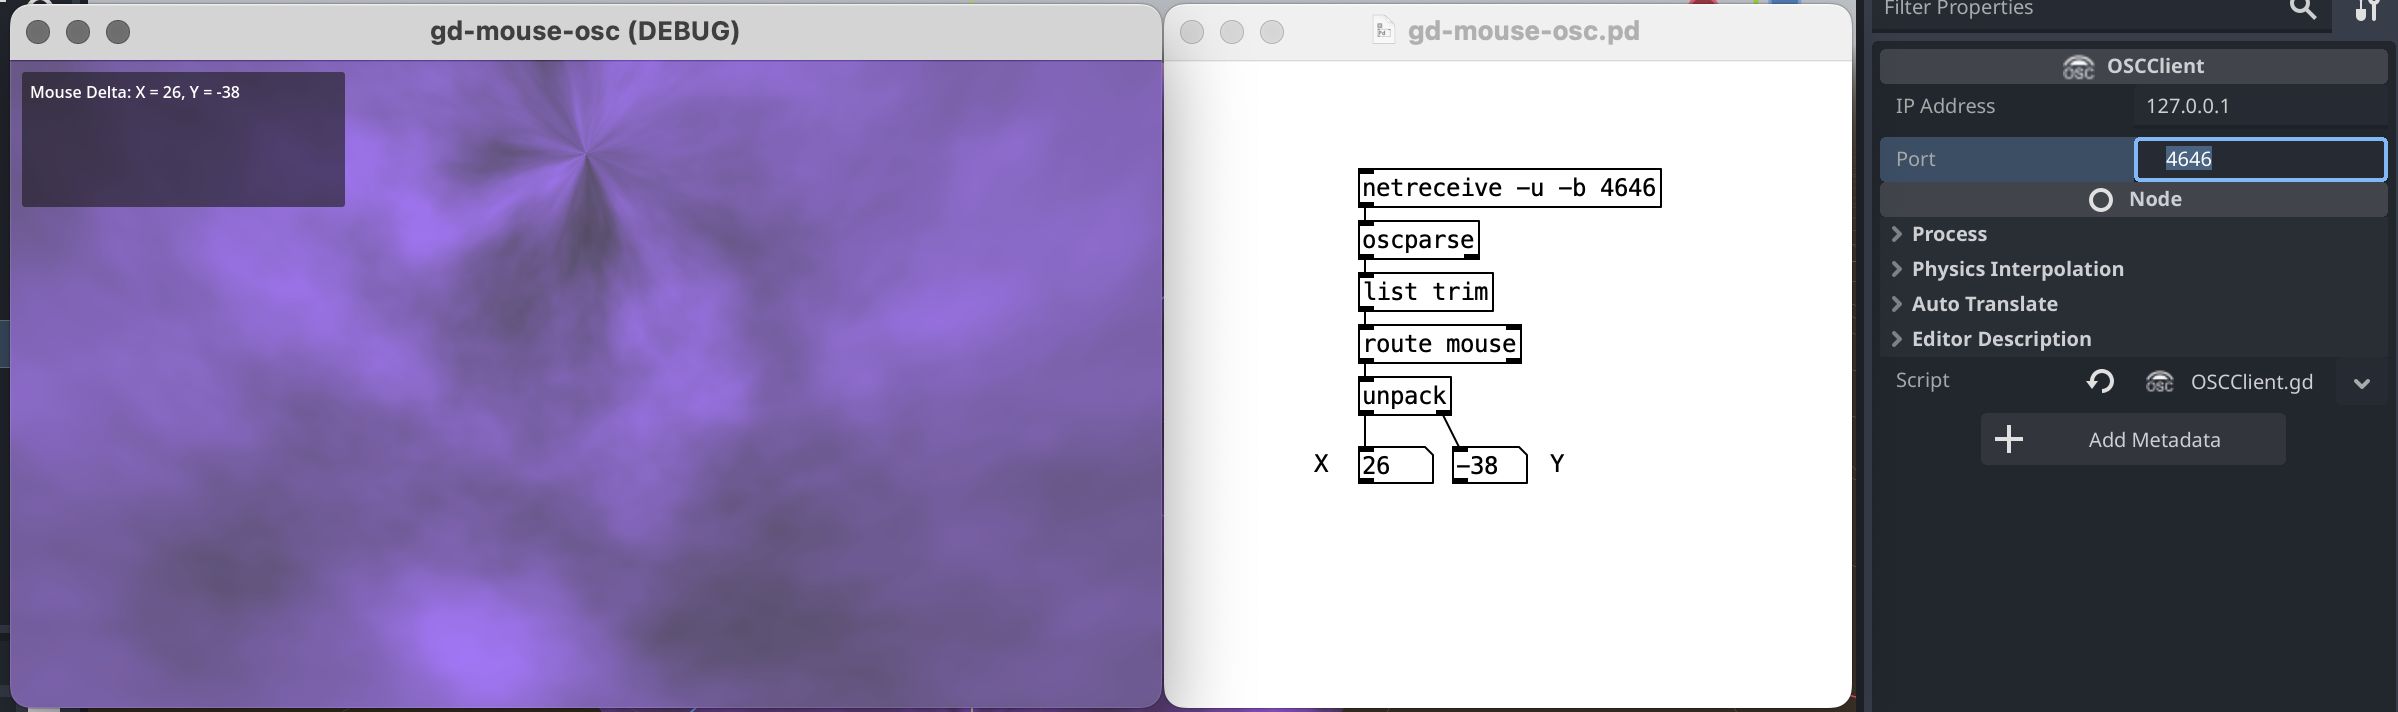 gd-mouse-osc (DEBUG)
Mouse Delta: X = 26, Y = -38
gd-mouse-osc.pd
netreceive -u -b 4646
oscparse
list trim
route mouse
unpack
X 26 -38 Y
Filter Properties
OSC OSCClient
IP Address 127.0.0.1
Port 4646
Node
Process
Physics Interpolation
Auto Translate
Editor Description
Script OSC OSCClient.gd
Add Metadata